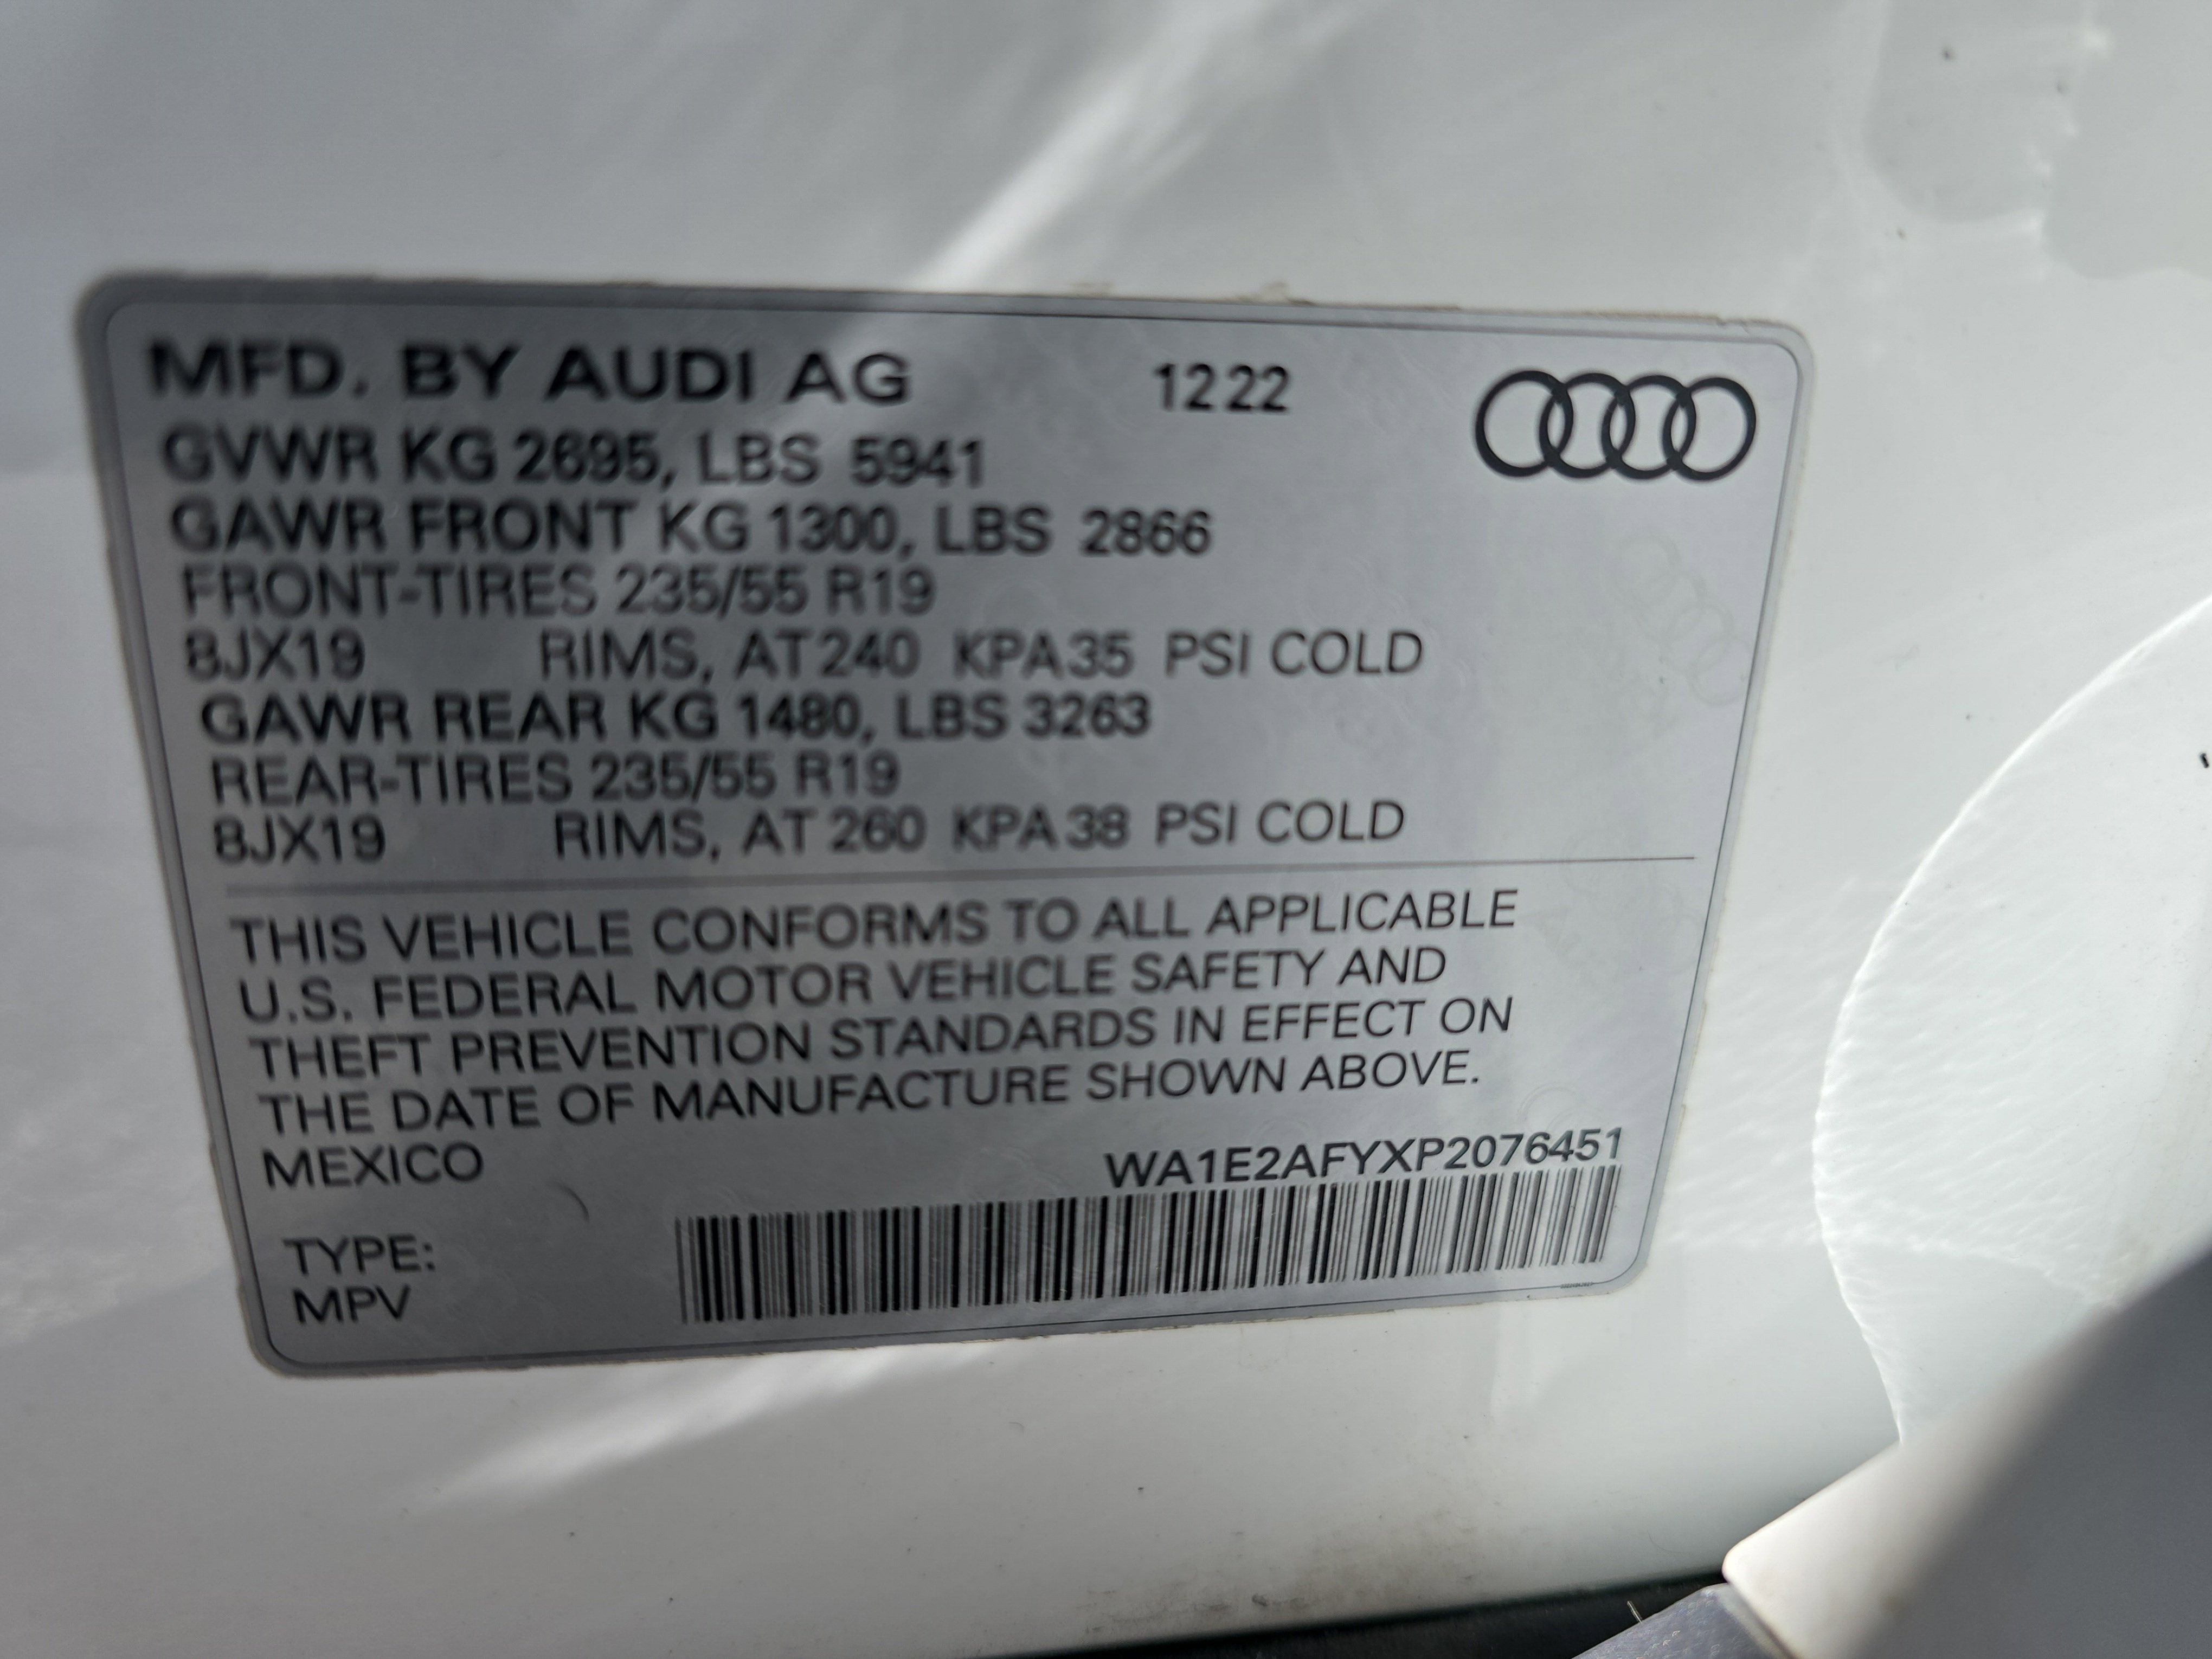 MFD. BY AUDI AG 1222
GVWR KG 2695, LBS 5941
GAWR FRONT KG 1300, LBS 2866
FRONT-TIRES 235/55 R19
8JX19 RIMS, AT 240 KPA 35 PSI COLD
GAWR REAR KG 1480, LBS 3263
REAR-TIRES 235/55 R19
8JX19 RIMS, AT 260 KPA 38 PSI COLD
THIS VEHICLE CONFORMS TO ALL APPLICABLE
U.S. FEDERAL MOTOR VEHICLE SAFETY AND
THEFT PREVENTION STANDARDS IN EFFECT ON
THE DATE OF MANUFACTURE SHOWN ABOVE.
MEXICO WA1E2AFYXP2076451
TYPE:
MPV